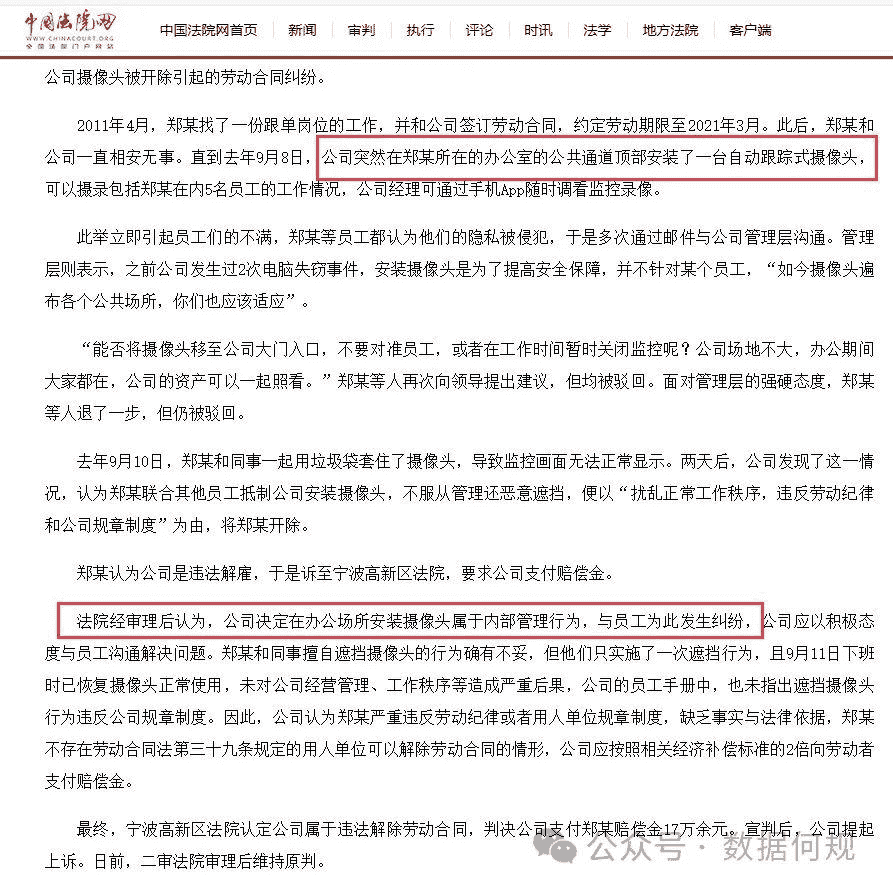 中国法院网
WWW.CHINACOURT.ORG
全国法院门户网站
中国法院网首页 新闻 审判 执行 评论 时讯 法学 地方法院 客户端
公司摄像头被开除引起的劳动合同纠纷。
2011年4月，郑某找了一份跟单岗位的工作，并和公司签订劳动合同，约定劳动期限至2021年3月。此后，郑某和
公司一直相安无事。直到去年9月8日，公司突然在郑某所在的办公室的公共通道顶部安装了一台自动跟踪式摄像头，
可以摄录包括郑某在内5名员工的工作情况，公司经理可通过手机App随时调看监控录像。
此举立即引起员工们的不满，郑某等员工都认为他们的隐私被侵犯，于是多次通过邮件与公司管理层沟通。管理
层则表示，之前公司发生过2次电脑失窃事件，安装摄像头是为了提高安全保障，并不针对某个员工，“如今摄像头遍
布各个公共场所，你们也应该适应”。
“能否将摄像头移至公司大门入口，不要对准员工，或者在工作时间暂时关闭监控呢？公司场地不大，办公期间
大家都在，公司的资产可以一起照看。”郑某等人再次向领导提出建议，但均被驳回。面对管理层的强硬态度，郑某
等人退了一步，但仍被驳回。
去年9月10日，郑某和同事一起用垃圾袋套住了摄像头，导致监控画面无法正常显示。两天后，公司发现了这一情
况，认为郑某联合其他员工抵制公司安装摄像头，不服从管理还恶意遮挡，便以“扰乱正常工作秩序，违反劳动纪律
和公司规章制度”为由，将郑某开除。
郑某认为公司是违法解雇，于是诉至宁波高新区法院，要求公司支付赔偿金。
法院经审理后认为，公司决定在办公场所安装摄像头属于内部管理行为，与员工为此发生纠纷，公司应以积极态
度与员工沟通解决问题。郑某和同事擅自遮挡摄像头的行为确有不妥，但他们只实施了一次遮挡行为，且9月11日下班
时已恢复摄像头正常使用，未对公司经营管理、工作秩序等造成严重后果，公司的员工手册中，也未指出遮挡摄像头
行为违反公司规章制度。因此，公司认为郑某严重违反劳动纪律或者用人单位规章制度，缺乏事实与法律依据，郑某
不存在劳动合同法第三十九条规定的用人单位可以解除劳动合同的情形，公司应按照相关经济补偿标准的2倍向劳动者
支付赔偿金。
最终，宁波高新区法院认定公司属于违法解除劳动合同，判决公司支付郑某赔偿金17万余元。宣判后，公司提起
上诉。日前，二审法院审理后维持原判。
公众号·数据何规